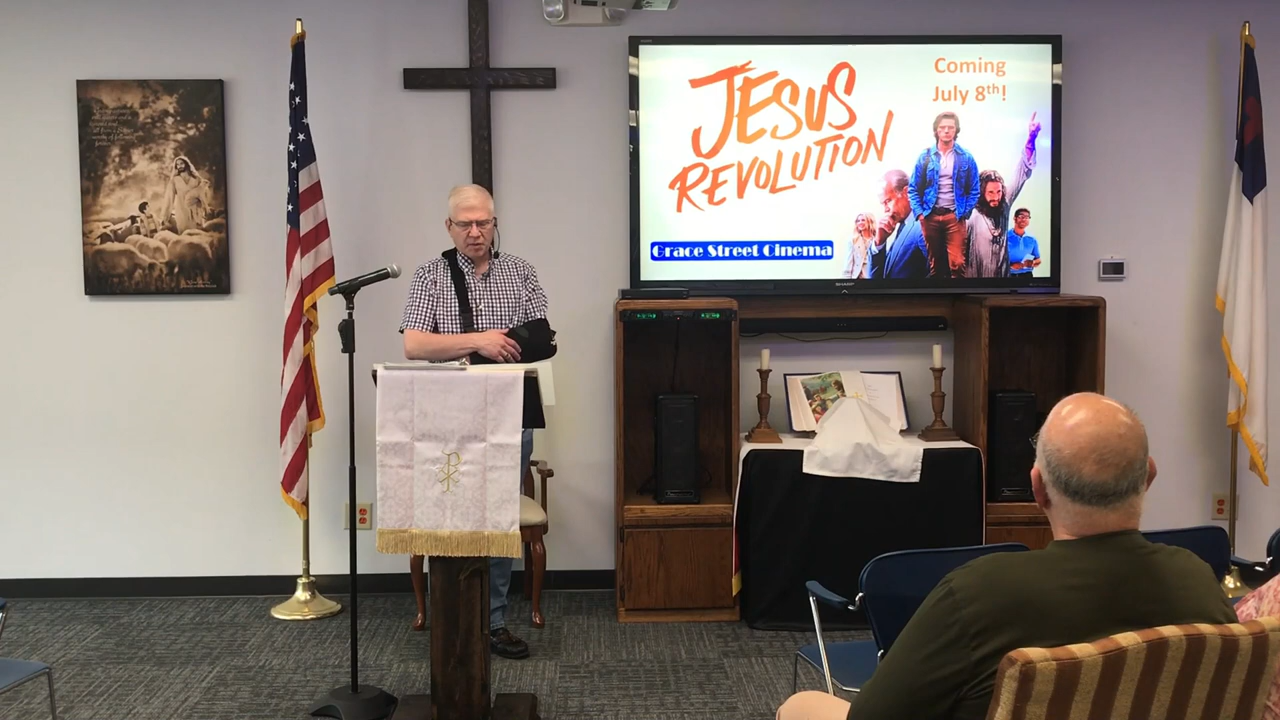 JESUS
REVOLUTION
Coming
July 8th!
Grace Street Cinema
SHARP